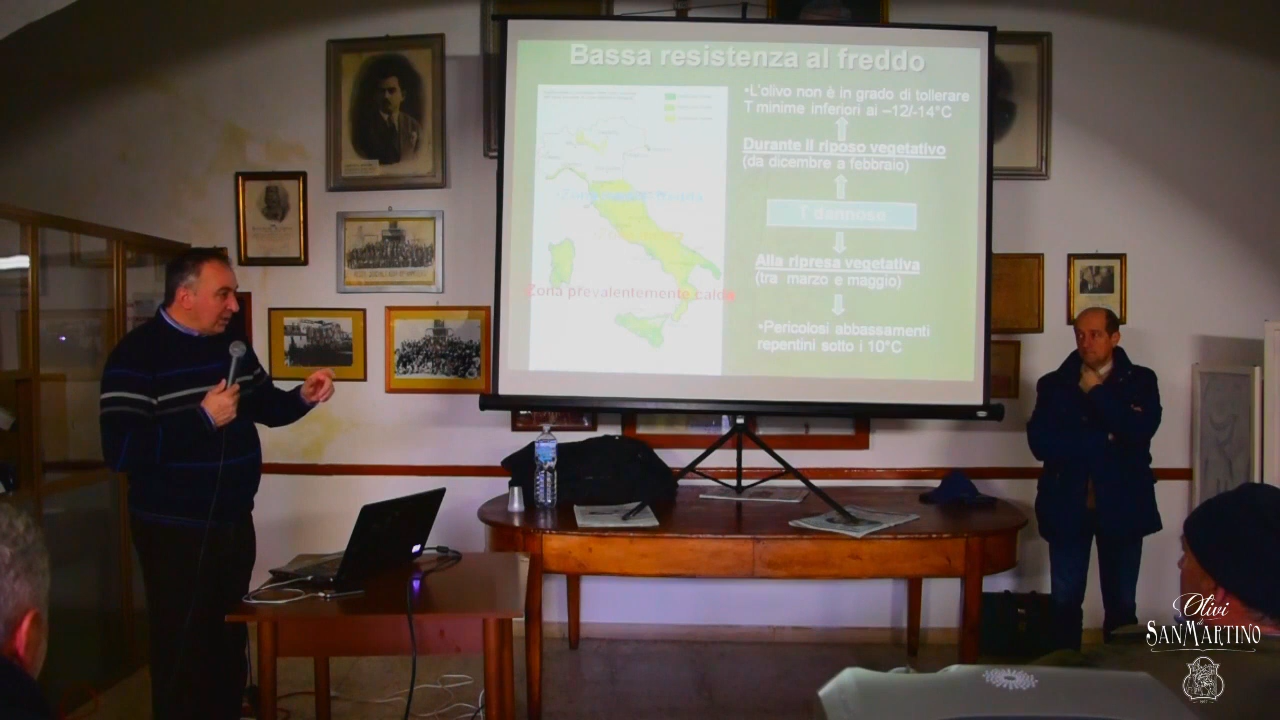 Bassa resistenza al freddo
•L'olivo non è in grado di tollerare
T minime inferiori ai –12/-14°C
Durante il riposo vegetativo
(da dicembre a febbraio)
T dannose
Alla ripresa vegetativa
(tra marzo e maggio)
•Pericolosi abbassamenti
repentini sotto i 10°C
Zona prevalentemente calda
Olivi di
SANMARTINO